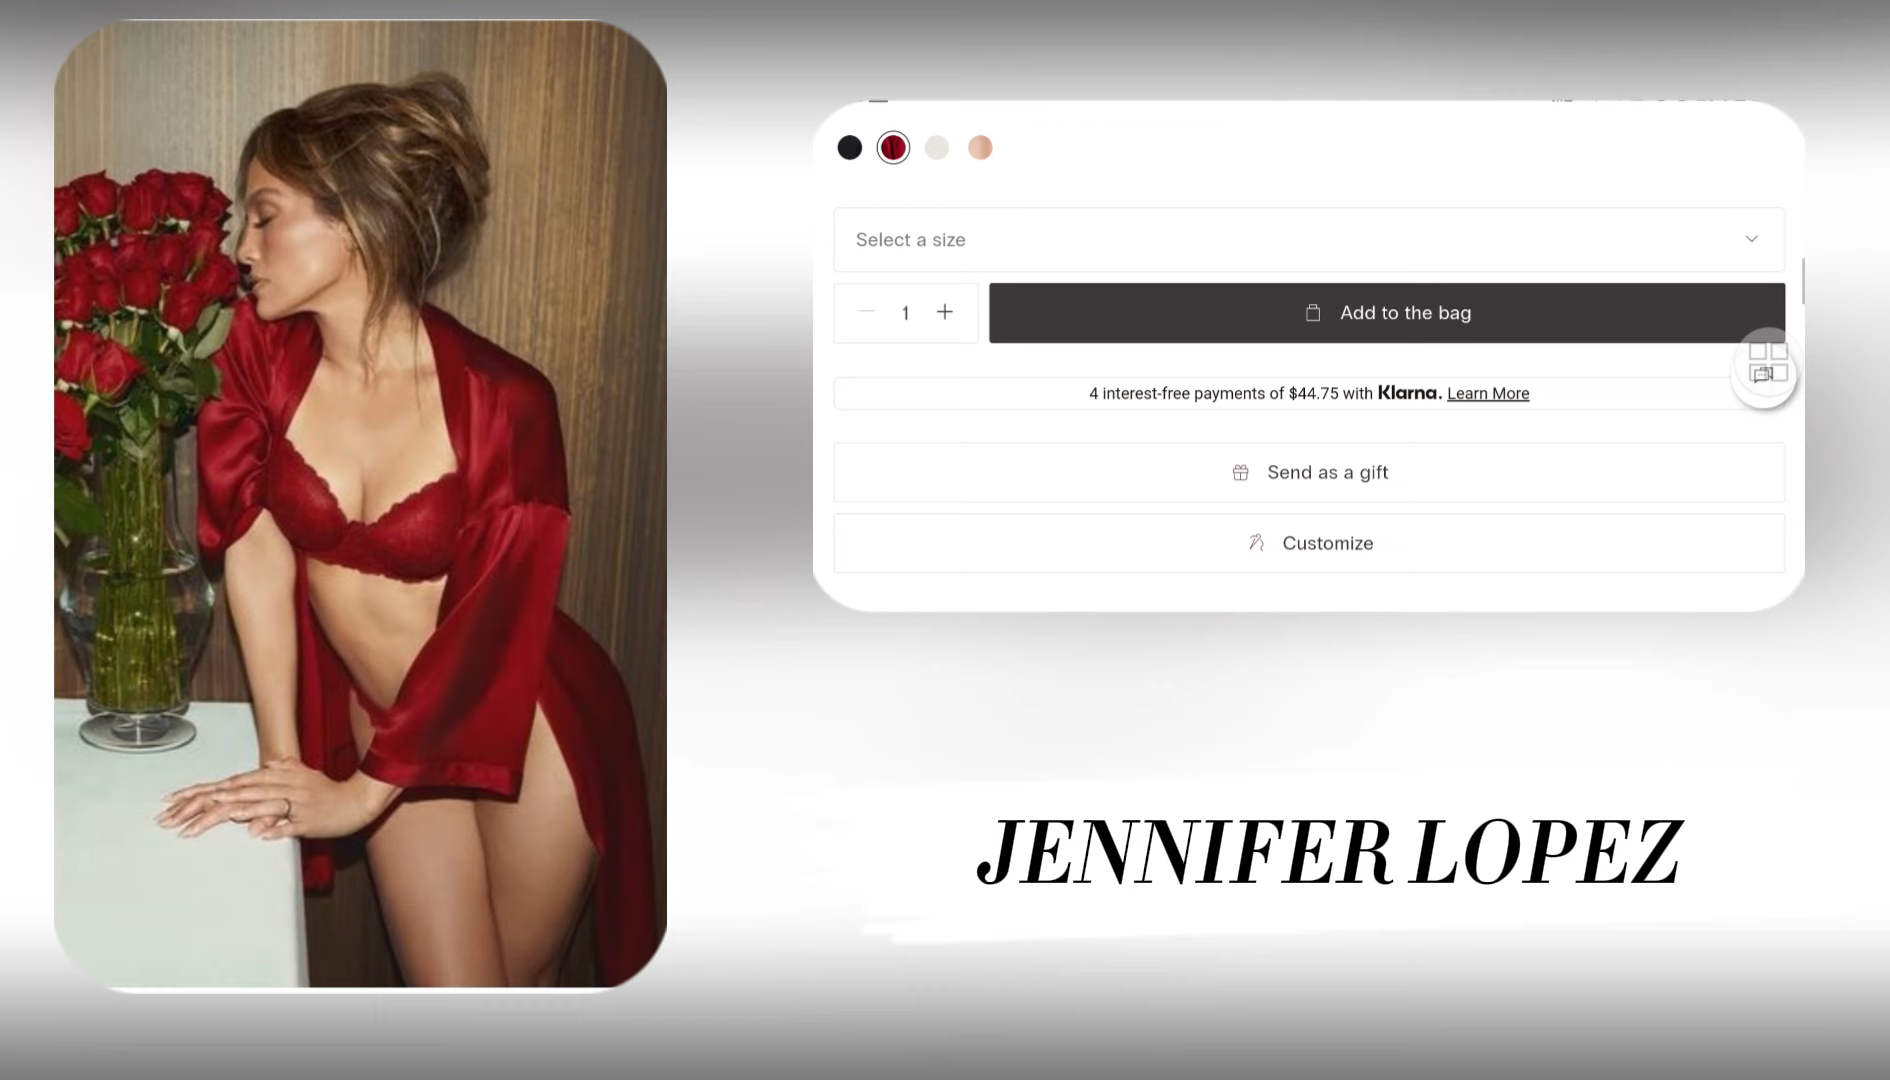 Select a size
1
Add to the bag
4 interest-free payments of $44.75 with Klarna. Learn More
Send as a gift
Customize
JENNIFER LOPEZ